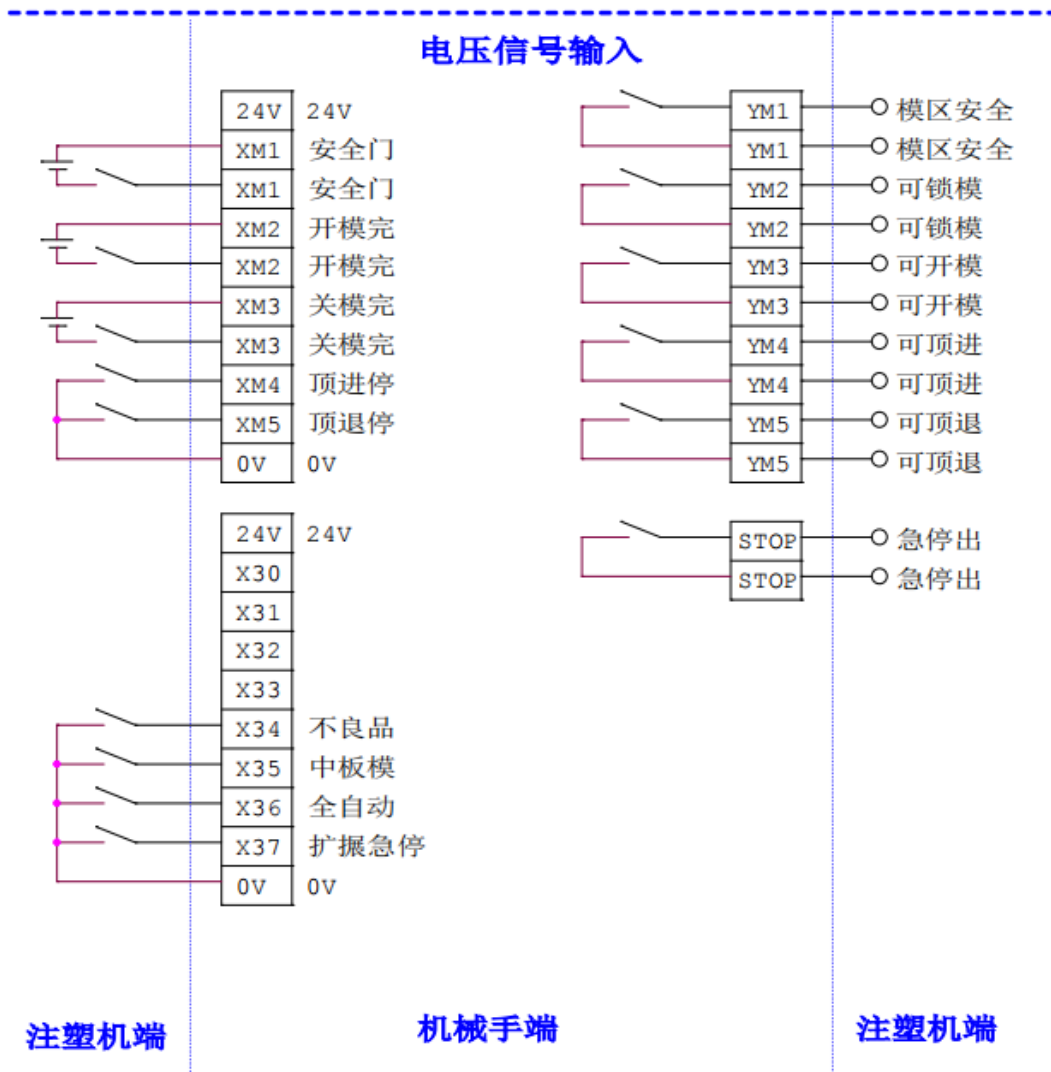 电压信号输入
24V 24V
XM1 安全门
XM1 安全门
XM2 开模完
XM2 开模完
XM3 关模完
XM3 关模完
XM4 顶进停
XM5 顶退停
0V 0V
YM1 模区安全
YM1 模区安全
YM2 可锁模
YM2 可锁模
YM3 可开模
YM3 可开模
YM4 可顶进
YM4 可顶进
YM5 可顶退
YM5 可顶退
24V 24V
X30
X31
X32
X33
X34 不良品
X35 中板模
X36 全自动
X37 扩展急停
0V 0V
STOP 急停出
STOP 急停出
注塑机端
机械手端
注塑机端